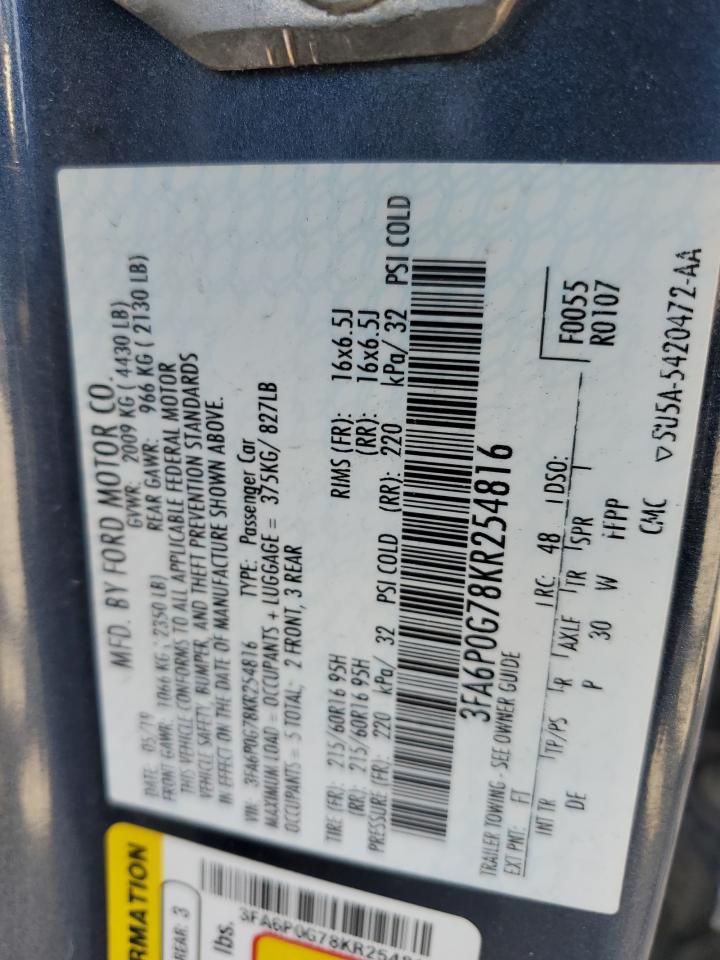 MFD. BY FORD MOTOR CO.
DATE: 05/19 GVWR: 2009 KG ( 4430 LB)
FRONT GAWR: 1066 KG ( 2350 LB) REAR GAWR: 966 KG ( 2130 LB)
THIS VEHICLE CONFORMS TO ALL APPLICABLE FEDERAL MOTOR
VEHICLE SAFETY, BUMPER, AND THEFT PREVENTION STANDARDS
IN EFFECT ON THE DATE OF MANUFACTURE SHOWN ABOVE.
VIN: 3FA6P0G78KR254816 TYPE: Passenger Car
MAXIMUM LOAD = OCCUPANTS + LUGGAGE = 375KG/ 827LB
OCCUPANTS = 5 TOTAL; 2 FRONT, 3 REAR
TIRE (FR): 215/60R16 95H RIMS (FR): 16x6.5J
(RR): 215/60R16 95H (RR): 16x6.5J
PRESSURE (FR): 220 kPa/ 32 PSI COLD (RR): 220 kPa/ 32 PSI COLD
3FA6P0G78KR254816
TRAILER TOWING - SEE OWNER GUIDE
F0055
R0107
EXT PNT: FT RC: 48 DSO:
INT TR TP/PS R AXLE TR SPR
DE P 30 W
CMC
5U5A-5420472-AA
RMATION
REAR: 3
lbs.
3FA6P0G78KR2548